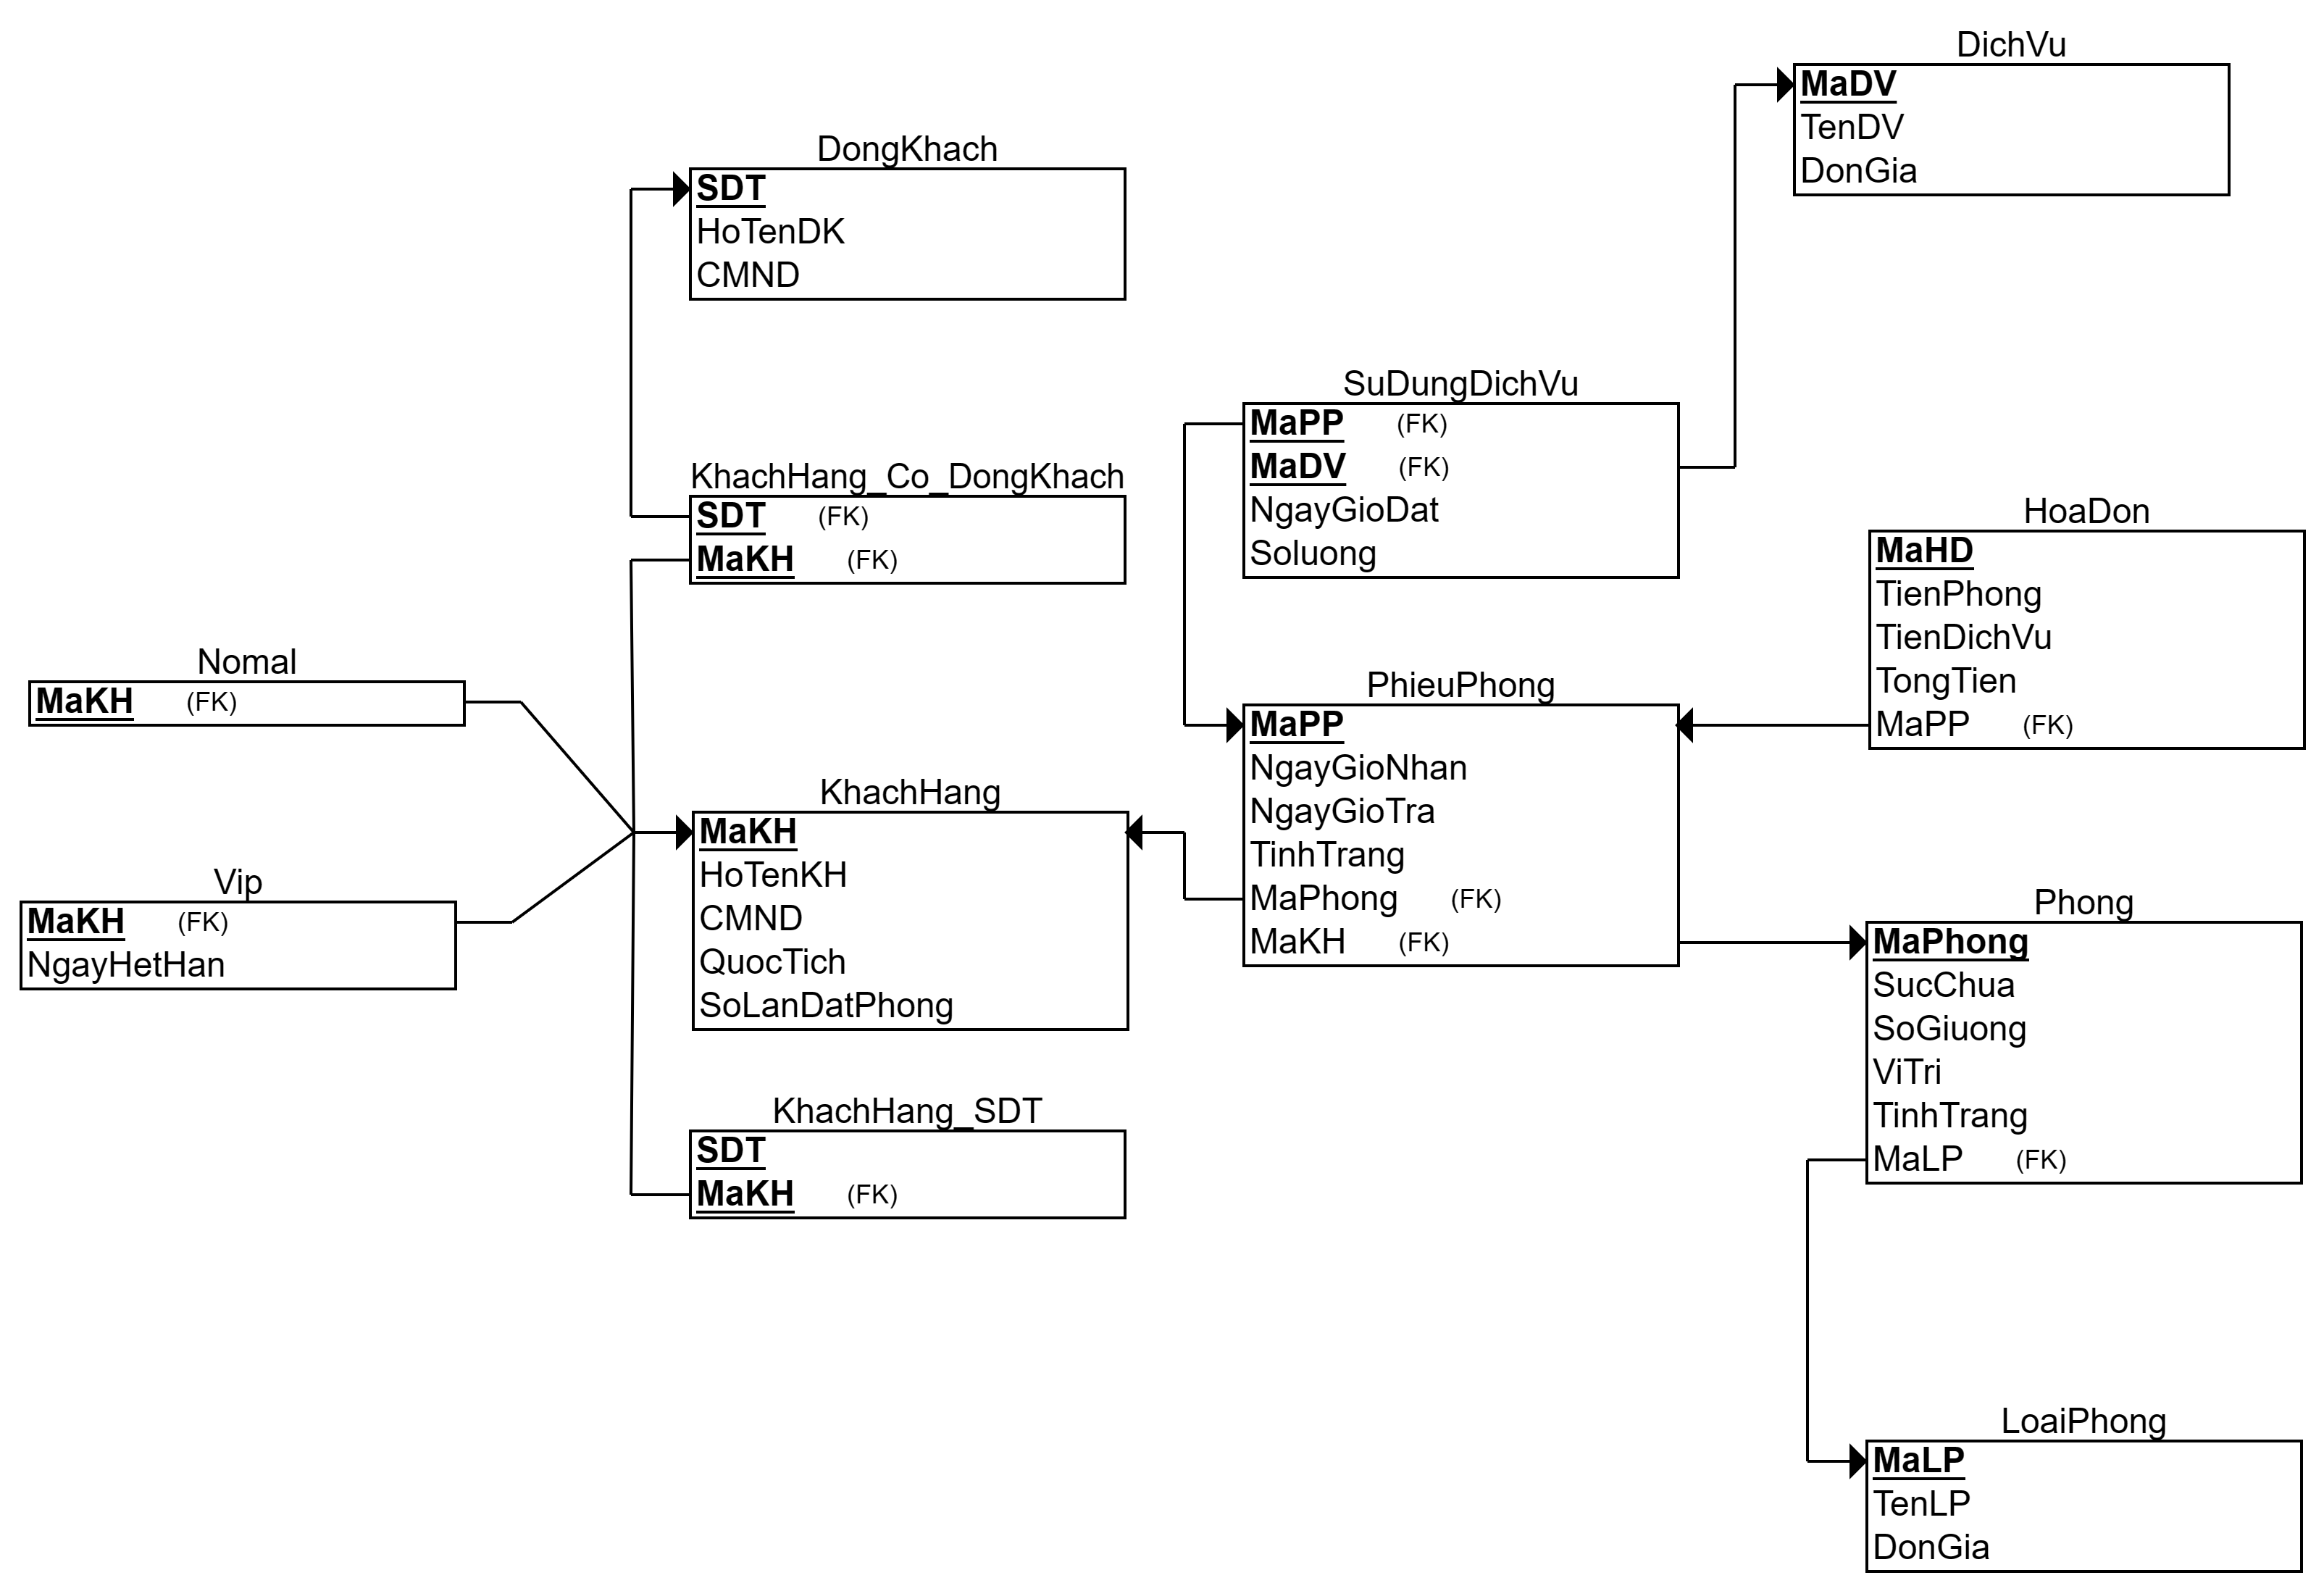 DichVu
MaDV
TenDV
DonGia
DongKhach
SDT
HoTenDK
CMND
SuDungDichVu
MaPP (FK)
MaDV (FK)
NgayGioDat
Soluong
KhachHang_Co_DongKhach
SDT (FK)
MaKH (FK)
HoaDon
MaHD
TienPhong
TienDichVu
TongTien
MaPP (FK)
Nomal
MaKH (FK)
PhieuPhong
MaPP
NgayGioNhan
NgayGioTra
TinhTrang
MaPhong (FK)
MaKH (FK)
KhachHang
MaKH
HoTenKH
CMND
QuocTich
SoLanDatPhong
Vip
MaKH (FK)
NgayHetHan
Phong
MaPhong
SucChua
SoGiuong
ViTri
TinhTrang
MaLP (FK)
KhachHang_SDT
SDT
MaKH (FK)
LoaiPhong
MaLP
TenLP
DonGia